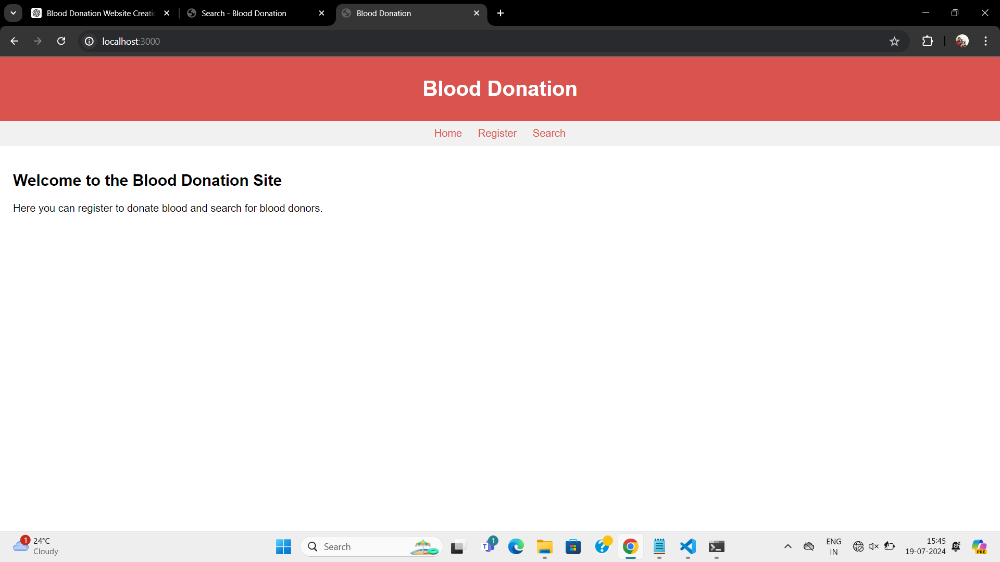 Blood Donation Website Creatio
Search - Blood Donation
Blood Donation
localhost:3000
Blood Donation
Home Register Search
Welcome to the Blood Donation Site
Here you can register to donate blood and search for blood donors.
1
24°C
Cloudy
Search
T
1
ENG
IN
15:45
19-07-2024
PRE